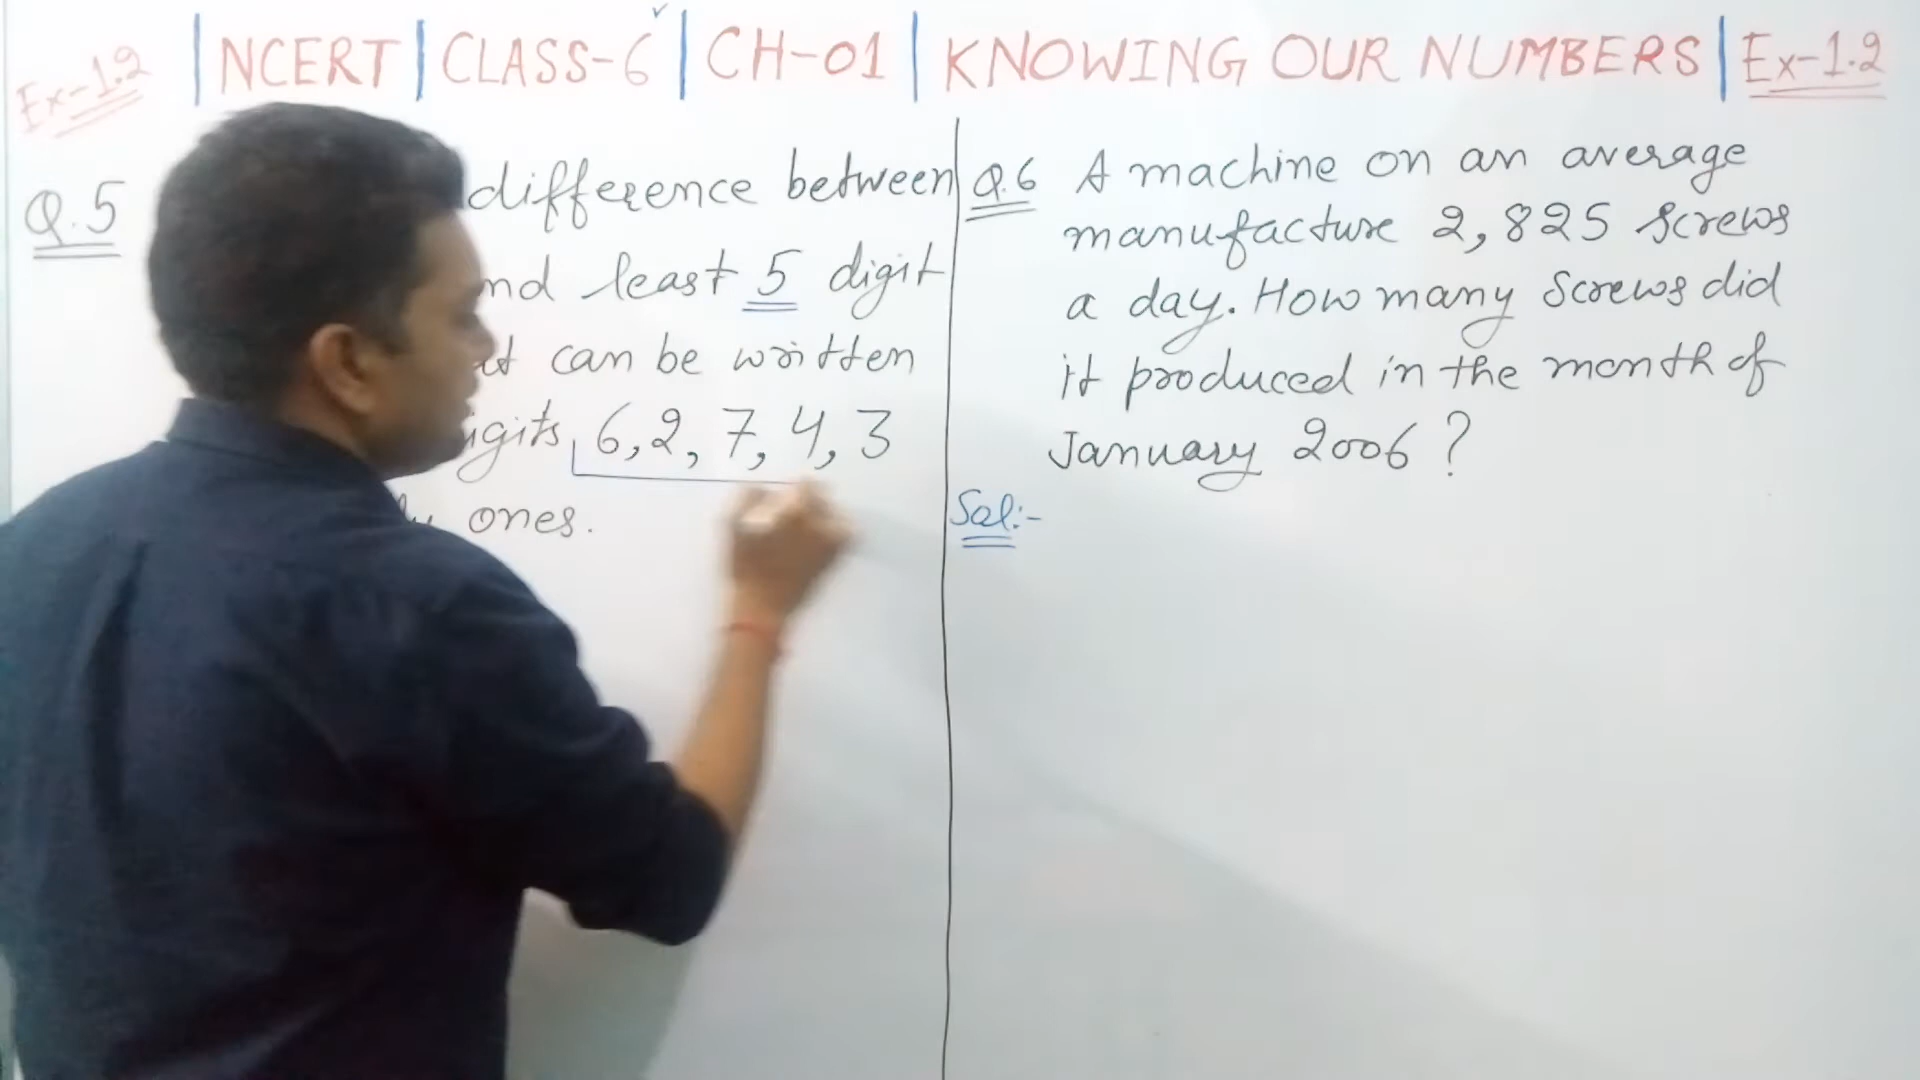 Ex-1.2 | NCERT | CLASS-6 | CH-01 | KNOWING OUR NUMBERS | Ex-1.2
Q.5 difference between
nd least 5 digit
can be written
igits 6,2,7,4,3
ones.
Q.6 A machine on an average
manufacture 2,825 screws
a day. How many Screws did
it produced in the month of
January 2006 ?
Sol:-